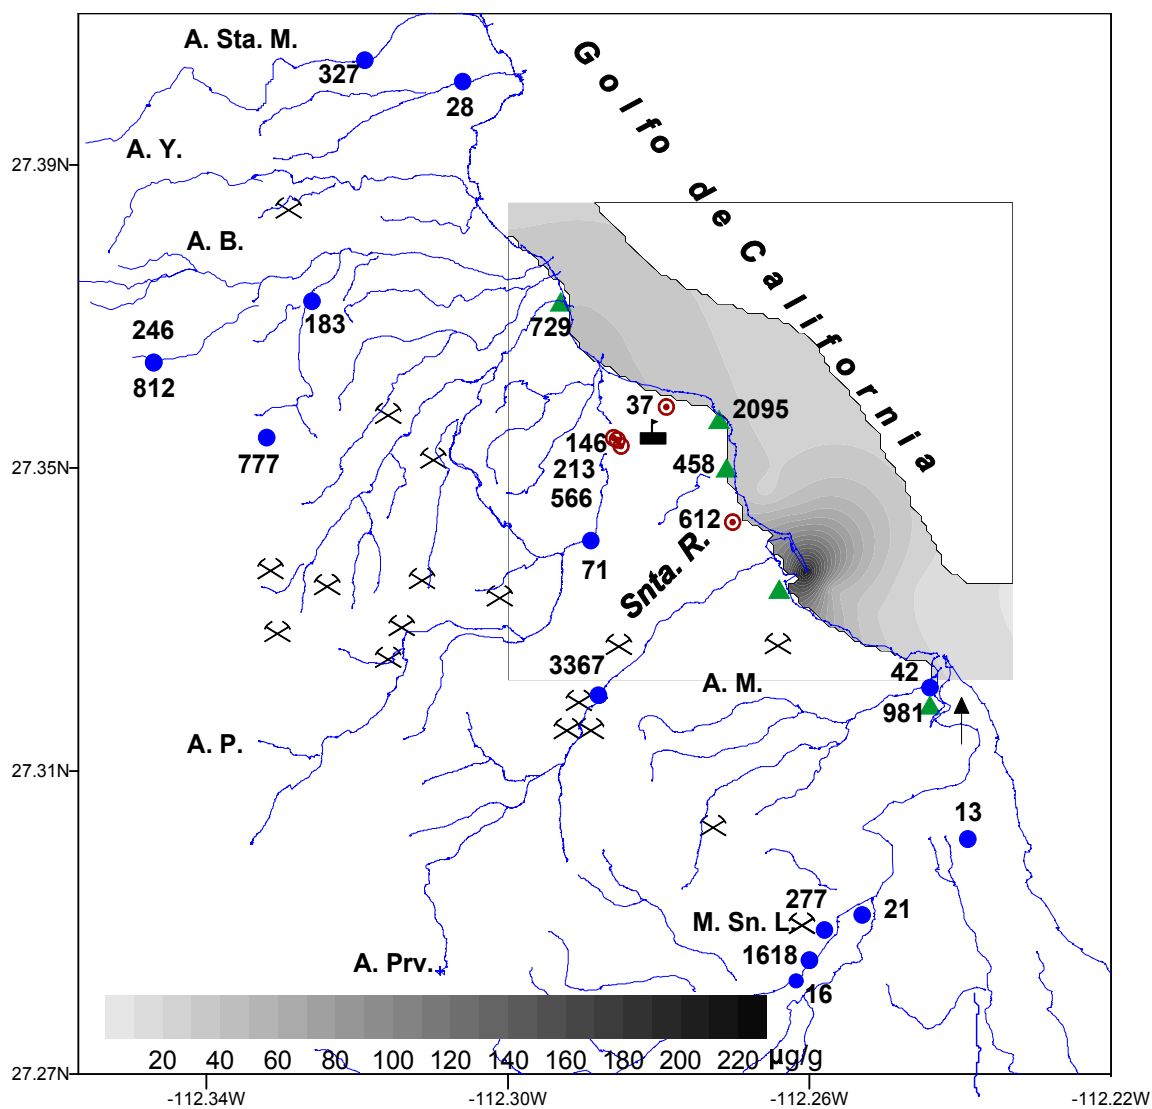 A. Sta. M.
327
28
Golfo de California
A. Y.
27.39N
A. B.
246
183
729
812
37
2095
146
777
213
458
27.35N
566
612
71
Snta. R.
3367
42
A. M.
981
A. P.
27.31N
13
277
21
M. Sn. L.
1618
A. Prv.
16
20 40 60 80 100 120 140 160 180 200 220 µg/g
27.27N
-112.34W -112.30W -112.26W -112.22W